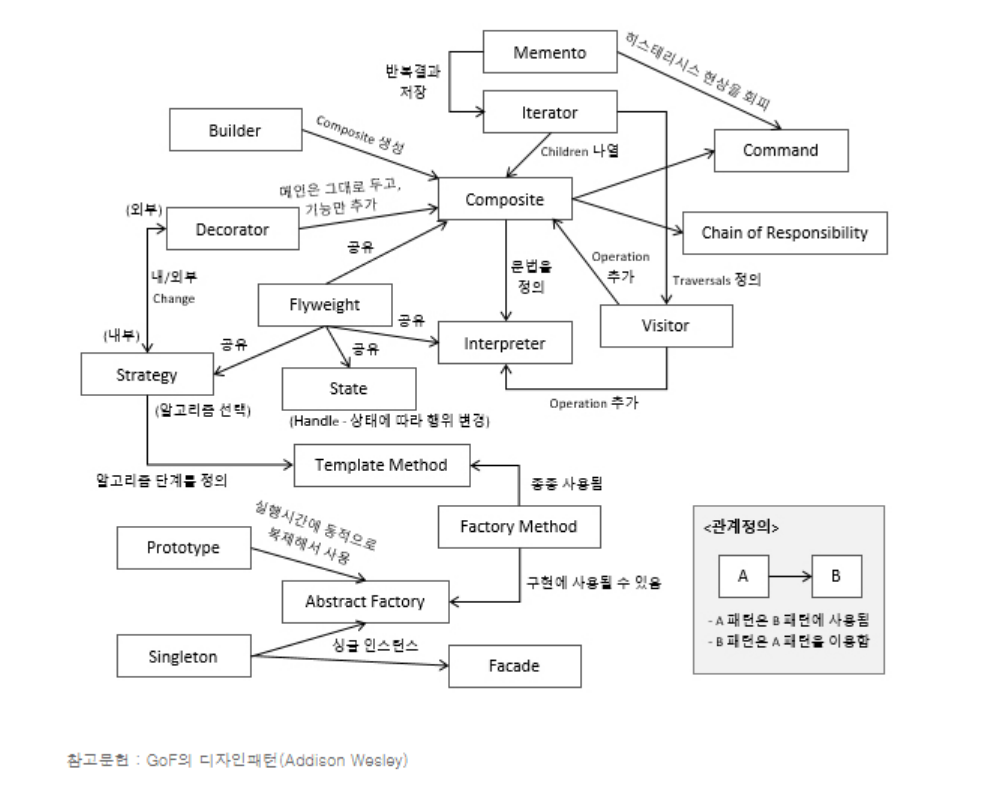 Memento
히스테리시스 현상을 회피
반복결과
저장
Iterator
Builder
Composite 생성
Children 나열
Command
메인은 그대로 두고,
기능만 추가
Composite
(외부)
Decorator
Chain of Responsibility
공유
Operation
추가
문법을
정의
내/외부
Change
Traversals 정의
Flyweight
공유
Visitor
(내부)
공유
공유
Interpreter
Strategy
State
(알고리즘 선택)
(Handle - 상태에 따라 행위 변경)
Operation 추가
Template Method
알고리즘 단계를 정의
종종 사용됨
실행시간에 동적으로
복제해서 사용
Factory Method
<관계정의>
Prototype
A
B
구현에 사용될 수 있음
Abstract Factory
- A 패턴은 B 패턴에 사용됨
- B 패턴은 A 패턴을 이용함
싱글 인스턴스
Singleton
Facade
참고문헌 : GoF의 디자인패턴(Addison Wesley)